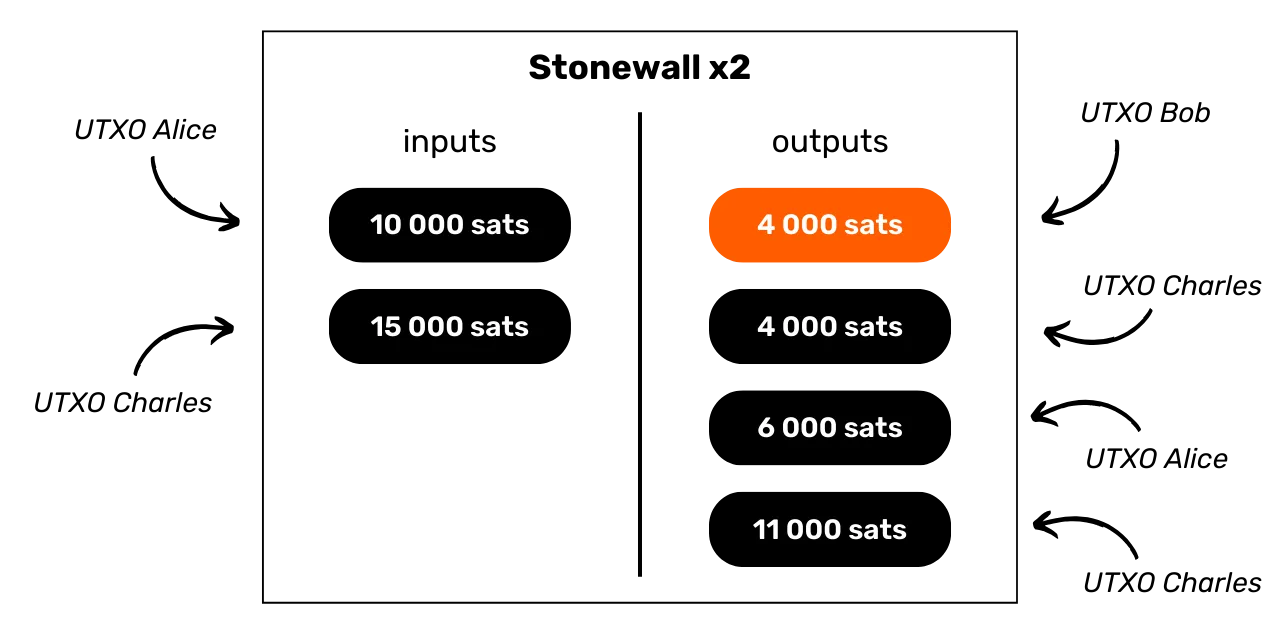 Stonewall x2
UTXO Alice
inputs
10 000 sats
15 000 sats
UTXO Charles
outputs
4 000 sats
4 000 sats
6 000 sats
11 000 sats
UTXO Bob
UTXO Charles
UTXO Alice
UTXO Charles